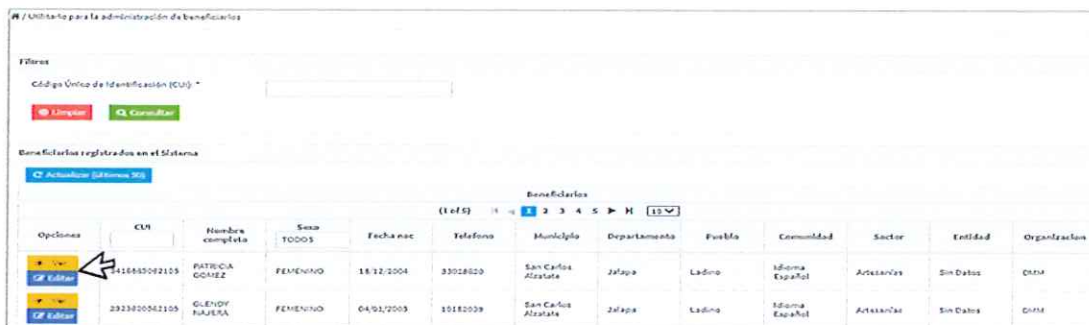 / Utilitario para la administración de beneficiarios
Filtros
Código Único de Identificación (CUI): *
Limpiar Consultar
Beneficiarios registrados en el Sistema
Actualizar (últimos 50)
Beneficiarios
(1 of 5) 1 2 3 4 5 10
Opciones CUI Nombre completo Sexo TODOS Fecha nac Telefono Municipio Departamento Pueblo Comunidad Sector Entidad Organizacion
Ver Editar PATRICIA GOMEZ FEMENINO 18/12/2004 San Carlos Alzatate Jalapa Ladino Idioma Español Artesanías Sin Datos
Ver Editar GLENDY NAJERA FEMENINO 04/01/2005 San Carlos Alzatate Jalapa Ladino Idioma Español Artesanías Sin Datos